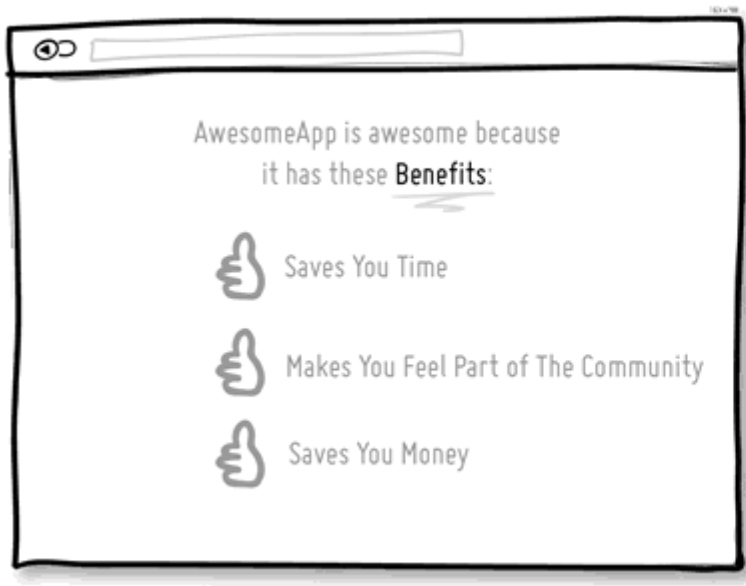 AwesomeApp is awesome because
it has these Benefits:
Saves You Time
Makes You Feel Part of The Community
Saves You Money